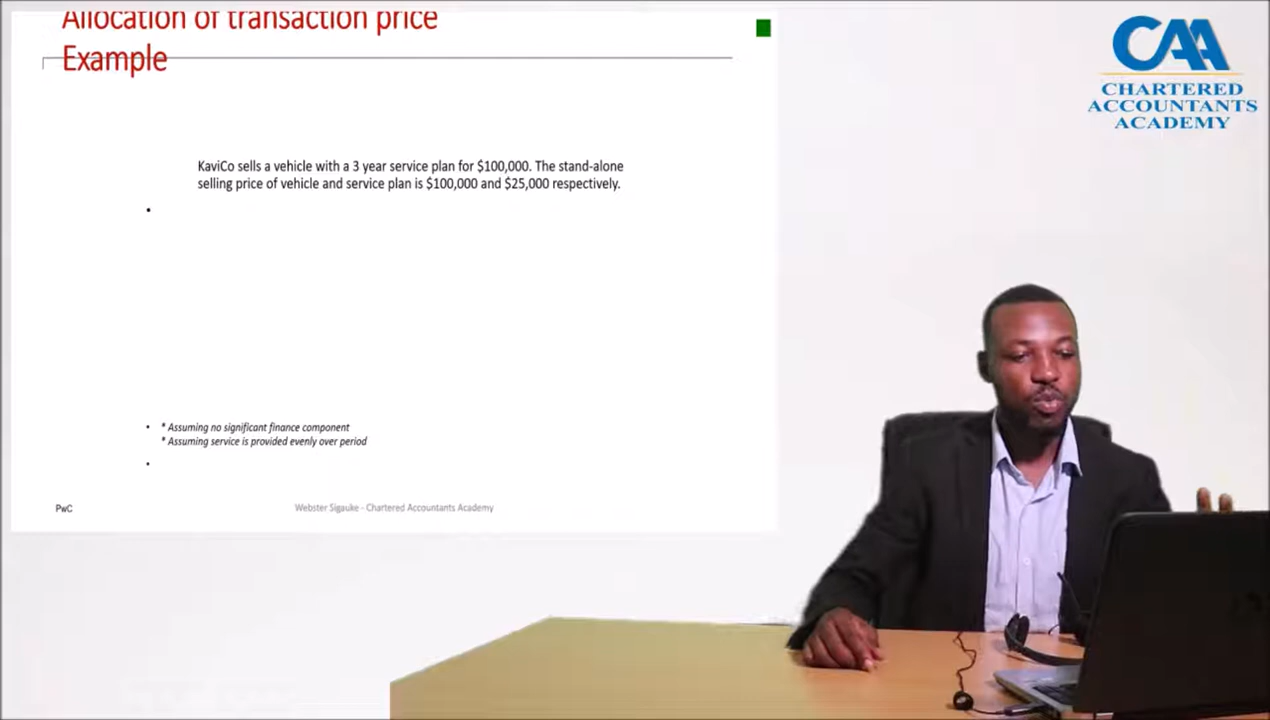 Allocation of transaction price
Example
KaviCo sells a vehicle with a 3 year service plan for $100,000. The stand-alone
selling price of vehicle and service plan is $100,000 and $25,000 respectively.
• * Assuming no significant finance component
* Assuming service is provided evenly over period
PwC
Webster Sigauke - Chartered Accountants Academy
CAA
CHARTERED
ACCOUNTANTS
ACADEMY